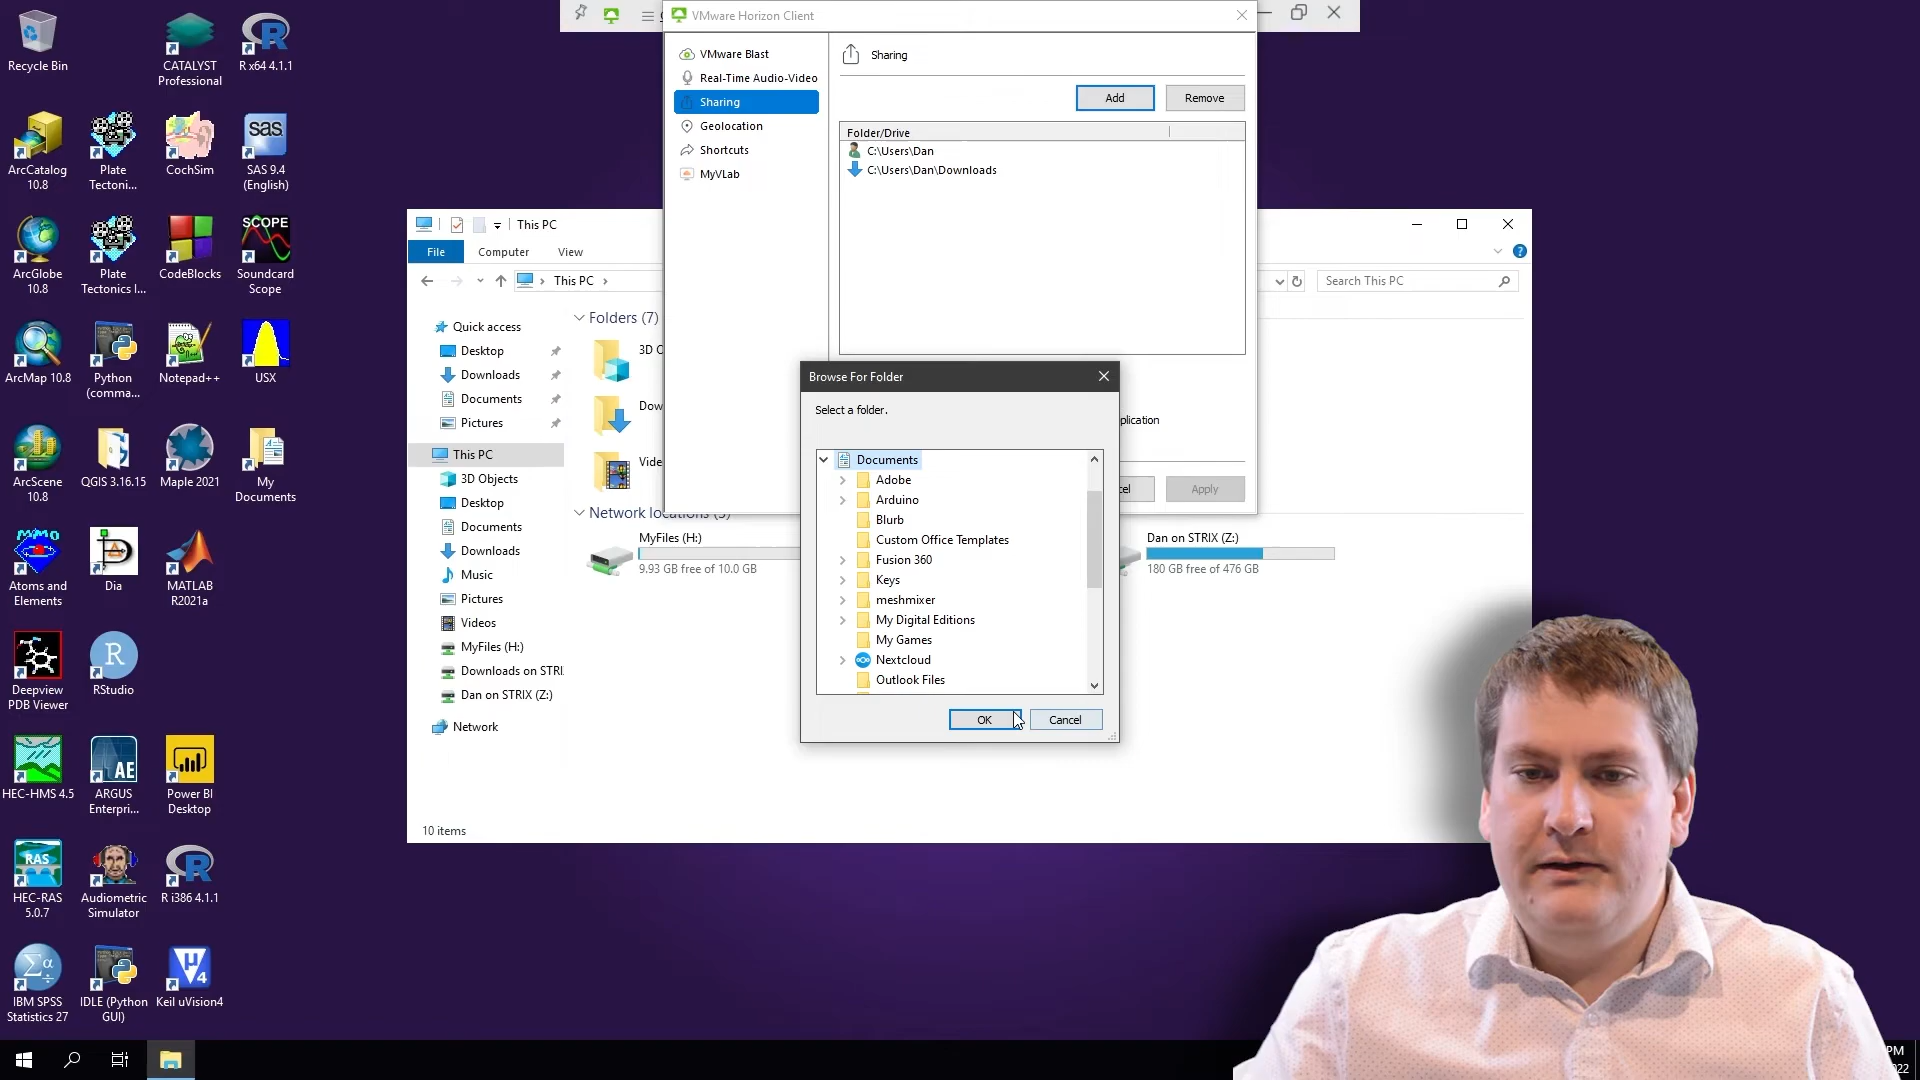 Recycle Bin
CATALYST
Professional
R x64 4.1.1
ArcCatalog
10.8
Plate
Tectoni...
CochSim
SAS 9.4
(English)
sas
ArcGlobe
10.8
Plate
Tectonics I...
CodeBlocks
SCOPE
Soundcard
Scope
ArcMap 10.8
Python
(comma...
Notepad++
USX
ArcScene
10.8
QGIS 3.16.15
Maple 2021
My
Documents
MMO
Atoms and
Elements
Dia
MATLAB
R2021a
Deepview
PDB Viewer
R
RStudio
HEC-HMS 4.5
AE
ARGUS
Enterpri...
Power BI
Desktop
RAS
HEC-RAS
5.0.7
Audiometric
Simulator
R i386 4.1.1
IBM SPSS
Statistics 27
IDLE (Python
GUI)
Keil uVision4
VMware Horizon Client
VMware Blast
Real-Time Audio-Video
Sharing
Geolocation
Shortcuts
MyVLab
Sharing
Add
Remove
Folder/Drive
C:\Users\Dan
C:\Users\Dan\Downloads
plication
cel
Apply
This PC
File
Computer
View
This PC
Search This PC
Quick access
Desktop
Downloads
Documents
Pictures
This PC
3D Objects
Desktop
Documents
Downloads
Music
Pictures
Videos
MyFiles (H:)
Downloads on STRI
Dan on STRIX (Z:)
Network
Folders (7)
3D O
Dow
Vide
MyFiles (H:)
9.93 GB free of 10.0 GB
Dan on STRIX (Z:)
180 GB free of 476 GB
10 items
Browse For Folder
Select a folder.
Documents
Adobe
Arduino
Blurb
Custom Office Templates
Fusion 360
Keys
meshmixer
My Digital Editions
My Games
Nextcloud
Outlook Files
OK
Cancel
PM